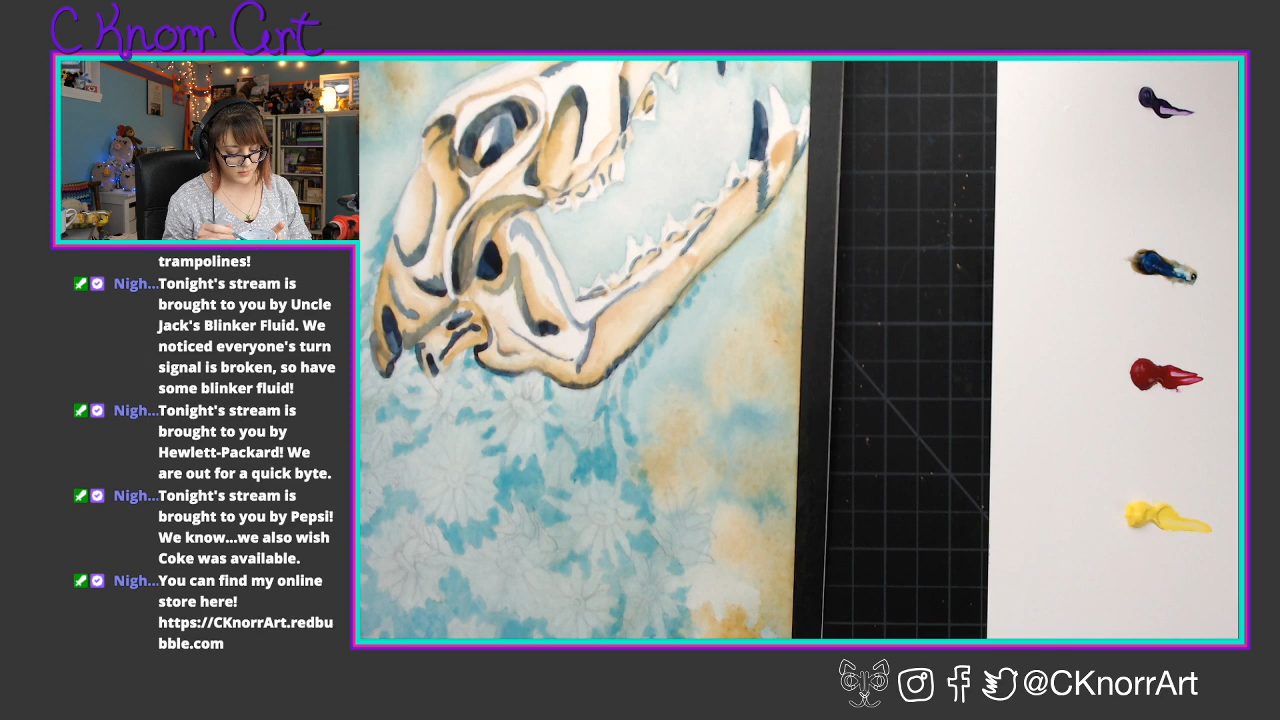 C Knorr Art
trampolines!
Nigh...Tonight's stream is
brought to you by Uncle
Jack's Blinker Fluid. We
noticed everyone's turn
signal is broken, so have
some blinker fluid!
Nigh...Tonight's stream is
brought to you by
Hewlett-Packard! We
are out for a quick byte.
Nigh...Tonight's stream is
brought to you by Pepsi!
We know...we also wish
Coke was available.
Nigh...You can find my online
store here!
https://CKnorrArt.redbu
bble.com
@CKnorrArt